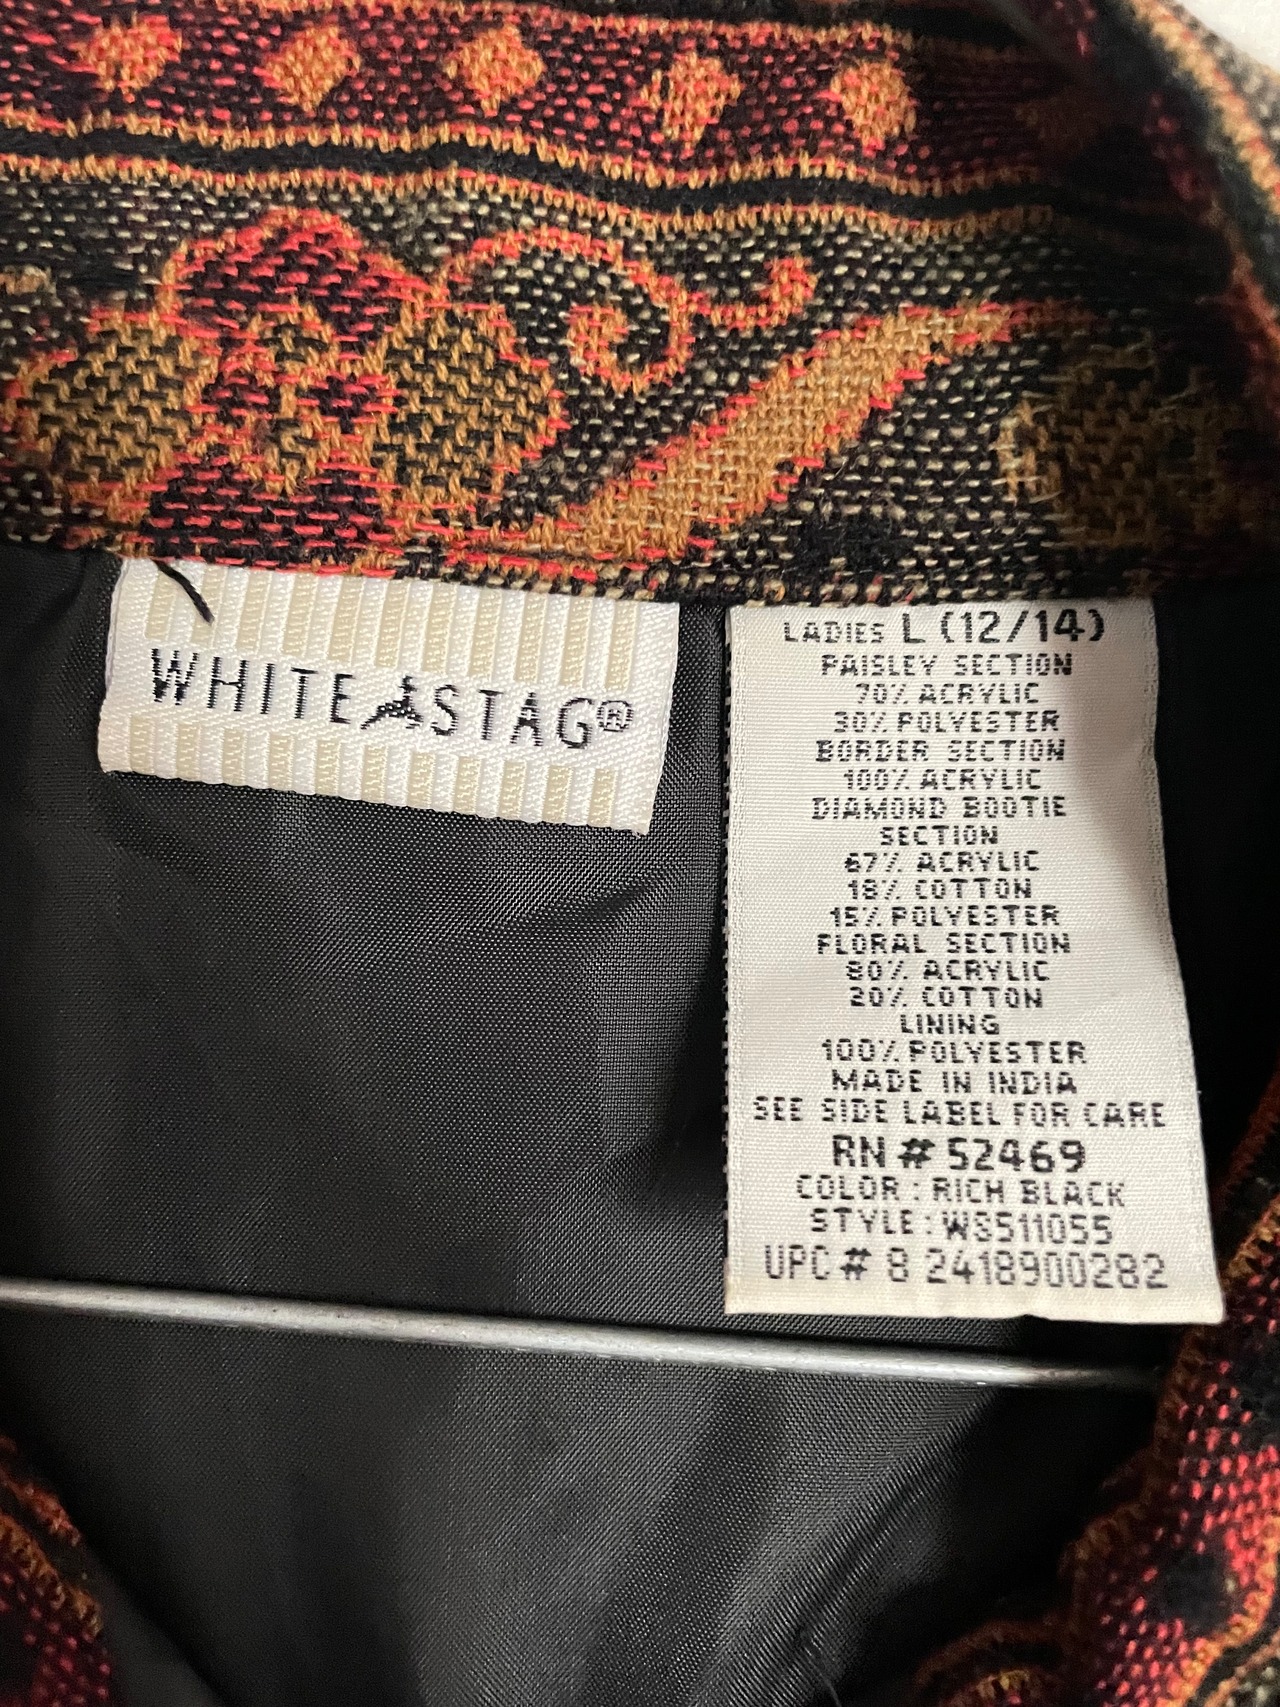 WHITE STAG®
LADIES L (12/14)
PAISLEY SECTION
70% ACRYLIC
30% POLYESTER
BORDER SECTION
100% ACRYLIC
DIAMOND BOOTIE
SECTION
67% ACRYLIC
18% COTTON
15% POLYESTER
FLORAL SECTION
80% ACRYLIC
20% COTTON
LINING
100% POLYESTER
MADE IN INDIA
SEE SIDE LABEL FOR CARE
RN # 52469
COLOR : RICH BLACK
STYLE : WS511055
UPC # 8 2418900282